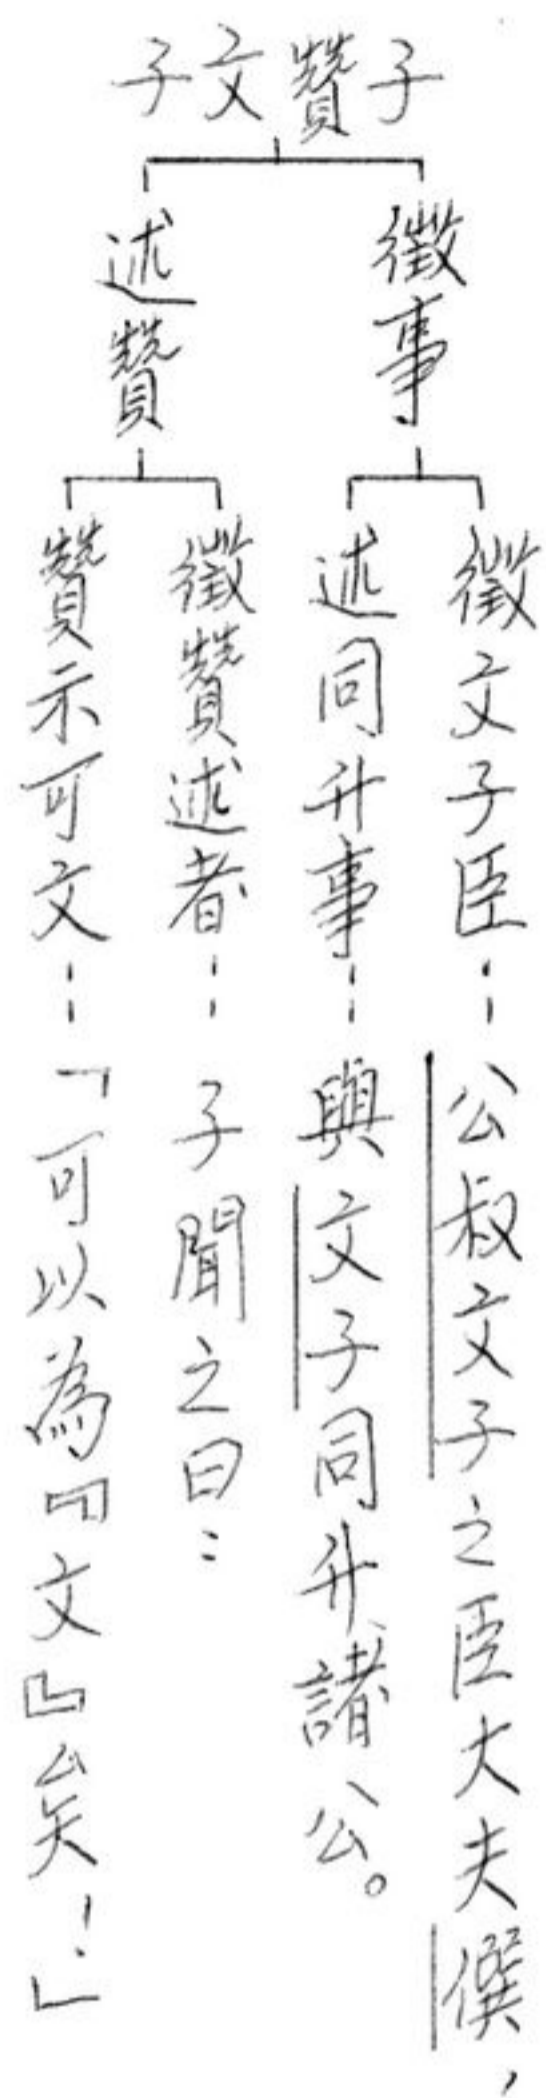 子贊文子
徵事
徵文子臣：公叔文子之臣大夫僎，
述同升事：與文子同升諸公。
述贊
徵贊述者：子聞之曰：
贊示可文：「可以為『文』矣！」